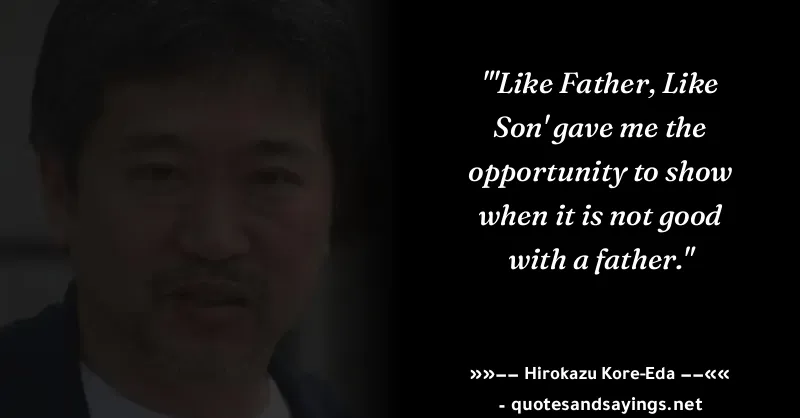 "'Like Father, Like
Son' gave me the
opportunity to show
when it is not good
with a father."
»»–– Hirokazu Kore-Eda ––««
- quotesandsayings.net